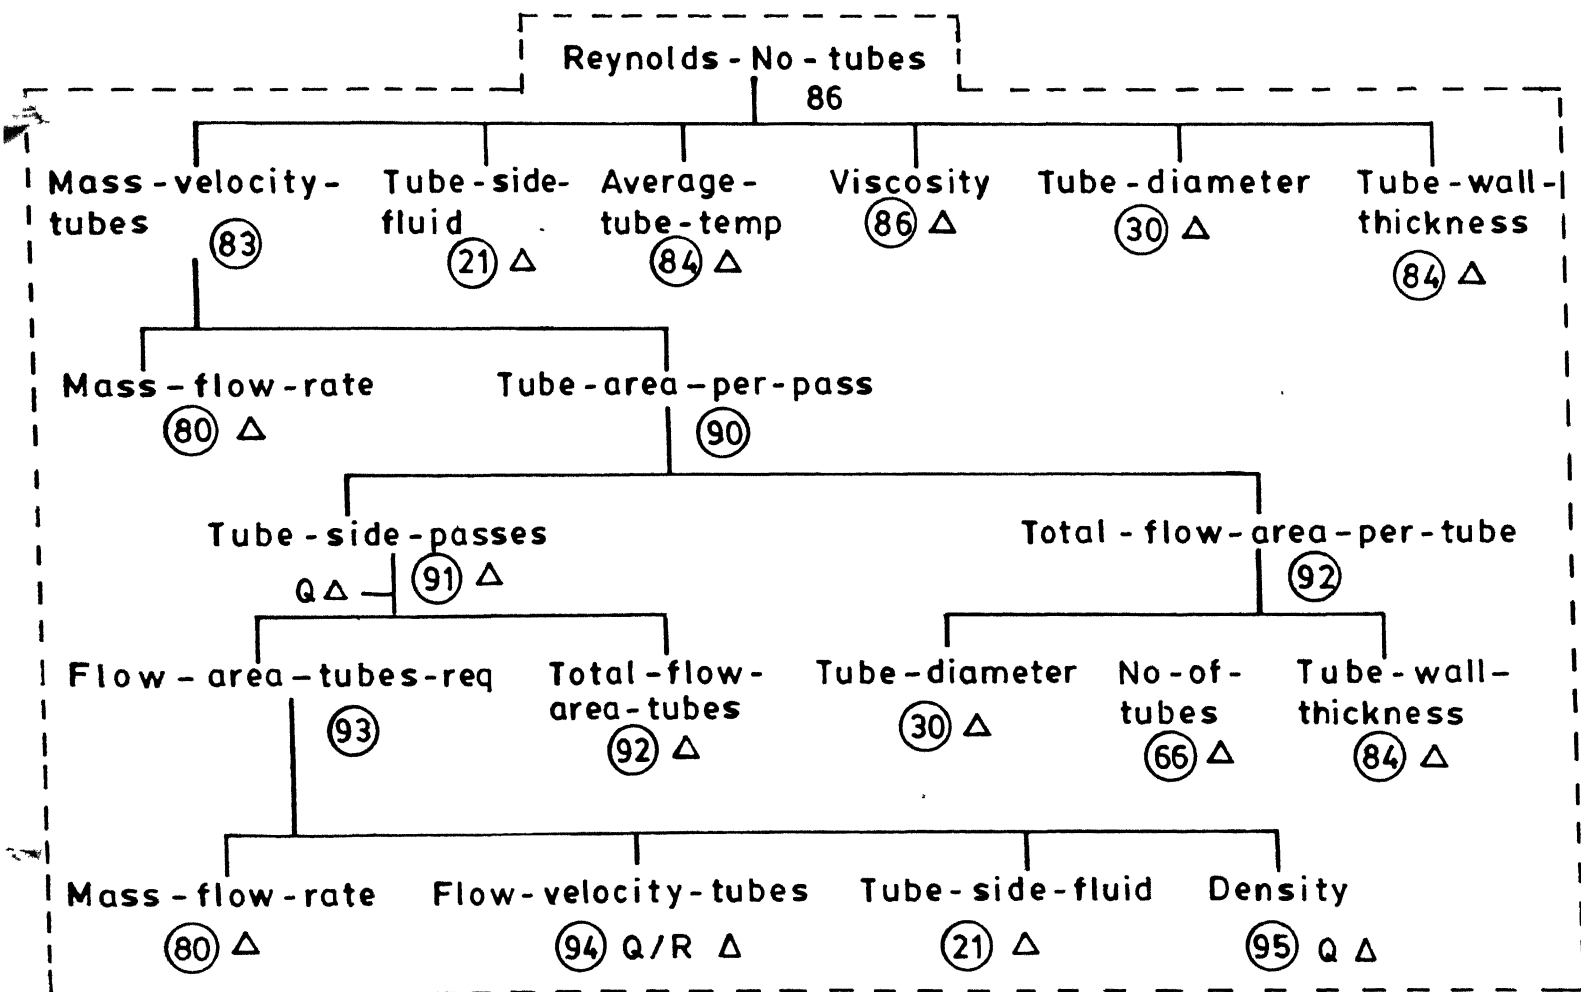 Reynolds-No-tubes
86
Mass-velocity-
tubes
83
Tube-side-
fluid
21 Δ
Average-
tube-temp
84 Δ
Viscosity
86 Δ
Tube-diameter
30 Δ
Tube-wall-
thickness
84 Δ
Mass-flow-rate
80 Δ
Tube-area-per-pass
90
Tube-side-passes
91 Δ
Q Δ
Total-flow-area-per-tube
92
Flow-area-tubes-req
93
Total-flow-
area-tubes
92 Δ
Tube-diameter
30 Δ
No-of-
tubes
66 Δ
Tube-wall-
thickness
84 Δ
Mass-flow-rate
80 Δ
Flow-velocity-tubes
94 Q/R Δ
Tube-side-fluid
21 Δ
Density
95 Q Δ